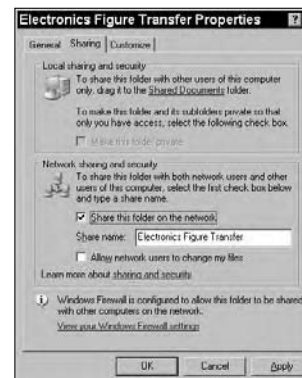 Electronics Figure Transfer Properties
?
General
Sharing
Customize
Local sharing and security
To share this folder with other users of this computer
only, drag it to the Shared Documents folder.
To make this folder and its subfolders private so that
only you have access, select the following check box.
Make this folder private
Network sharing and security
To share this folder with both network users and other
users of this computer, select the first check box below
and type a share name.
Share this folder on the network
Share name:
Electronics Figure Transfer
Allow network users to change my files
Learn more about sharing and security.
Windows Firewall is configured to allow this folder to be shared
with other computers on the network.
View your Windows Firewall settings
OK
Cancel
Apply